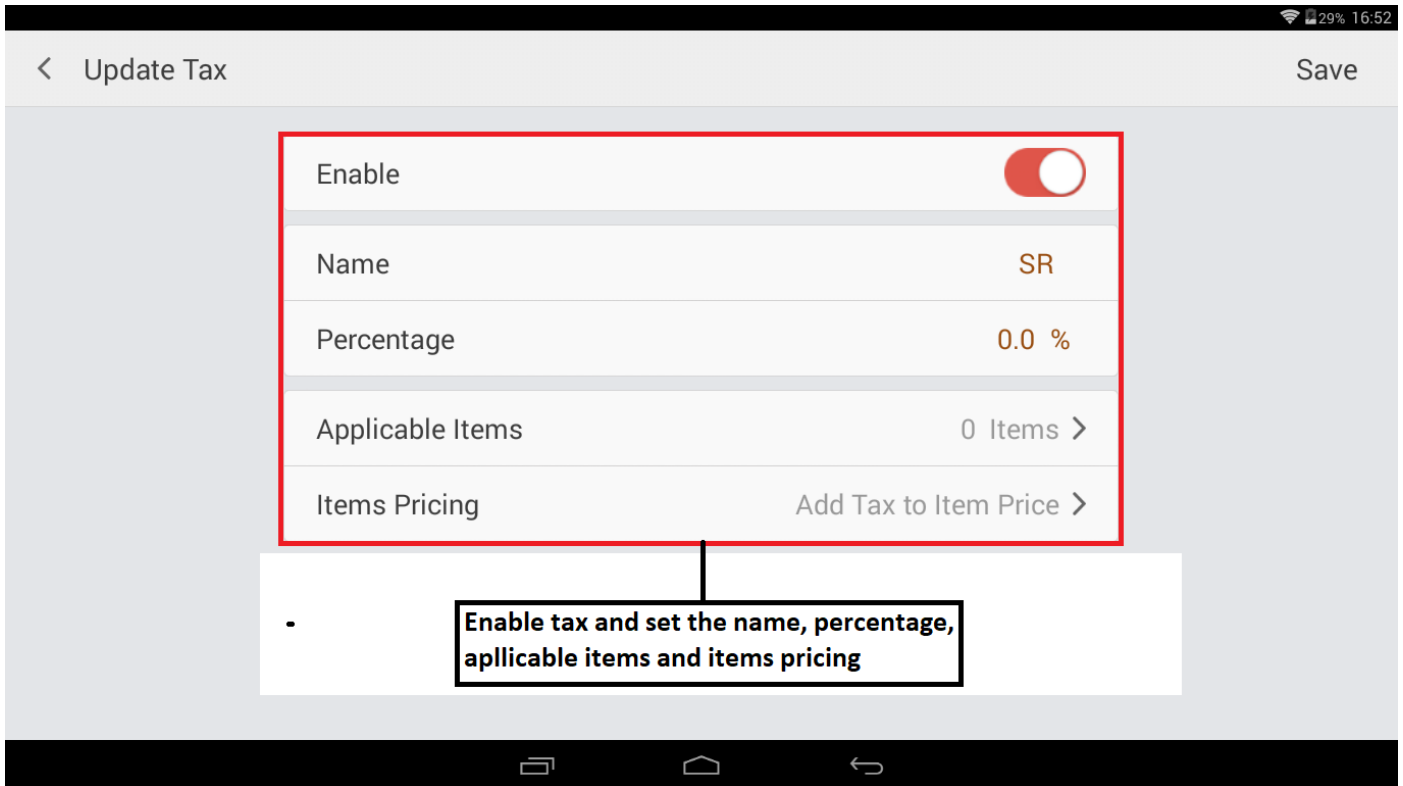 29% 16:52
Update Tax Save
Enable
Name SR
Percentage 0.0 %
Applicable Items 0 Items
Items Pricing Add Tax to Item Price
- Enable tax and set the name, percentage,
apllicable items and items pricing